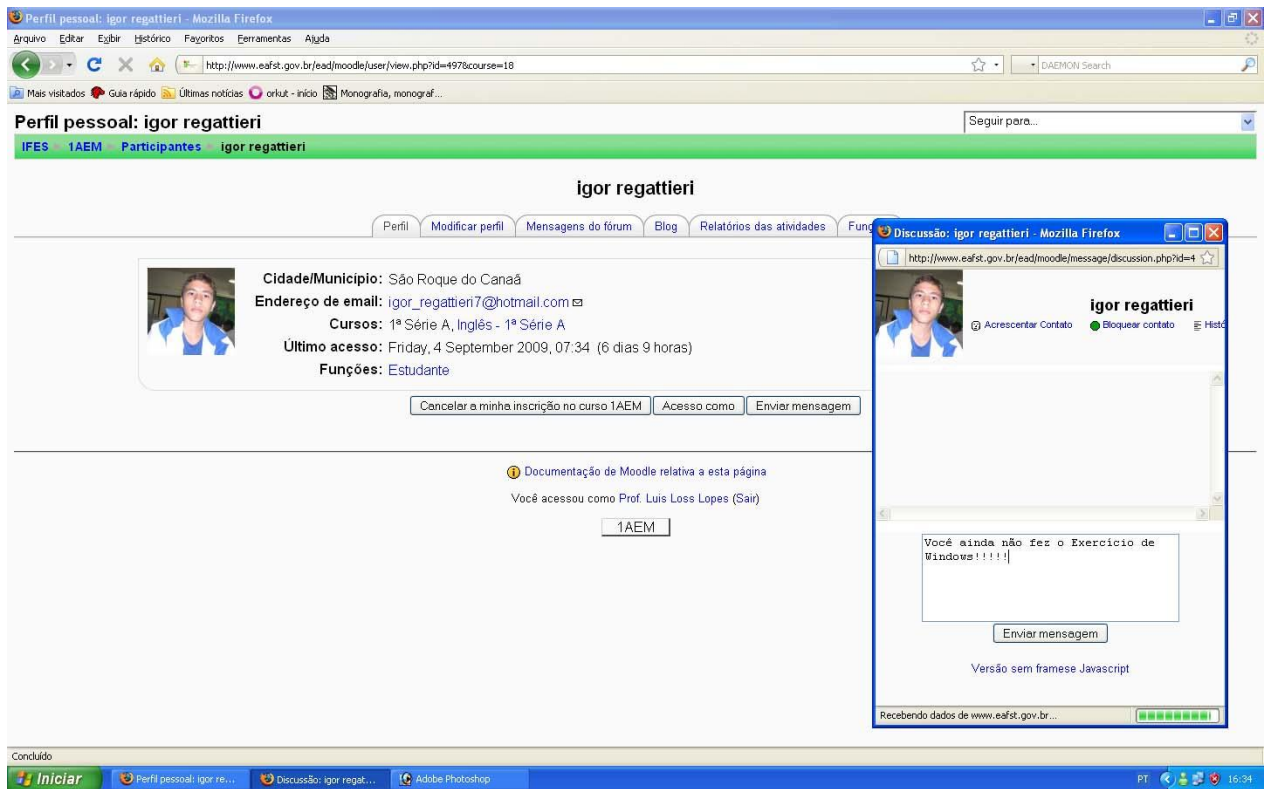 Perfil pessoal: igor regattieri - Mozilla Firefox
Arquivo Editar Exibir Histórico Favoritos Ferramentas Ajuda
http://www.eafst.gov.br/ead/moodle/user/view.php?id=497&course=18
DAEMON Search
Mais visitados Guia rápido Últimas notícias orkut - início Monografia, monograf...
Perfil pessoal: igor regattieri
Seguir para...
IFES 1AEM Participantes igor regattieri
igor regattieri
Perfil Modificar perfil Mensagens do fórum Blog Relatórios das atividades Funç
Cidade/Município: São Roque do Canaã
Endereço de email: igor_regattieri7@hotmail.com
Cursos: 1ª Série A, Inglês - 1ª Série A
Último acesso: Friday, 4 September 2009, 07:34 (6 dias 9 horas)
Funções: Estudante
Cancelar a minha inscrição no curso 1AEM Acesso como Enviar mensagem
Documentação de Moodle relativa a esta página
Você acessou como Prof. Luis Loss Lopes (Sair)
1AEM
Discussão: igor regattieri - Mozilla Firefox
http://www.eafst.gov.br/ead/moodle/message/discussion.php?id=4
igor regattieri
Acrescentar Contato Bloquear contato Histó
Você ainda não fez o Exercício de
Windows!!!!!
Enviar mensagem
Versão sem framese Javascript
Recebendo dados de www.eafst.gov.br...
Concluído
Iniciar Perfil pessoal: igor re... Discussão: igor regat... Adobe Photoshop PT 16:34